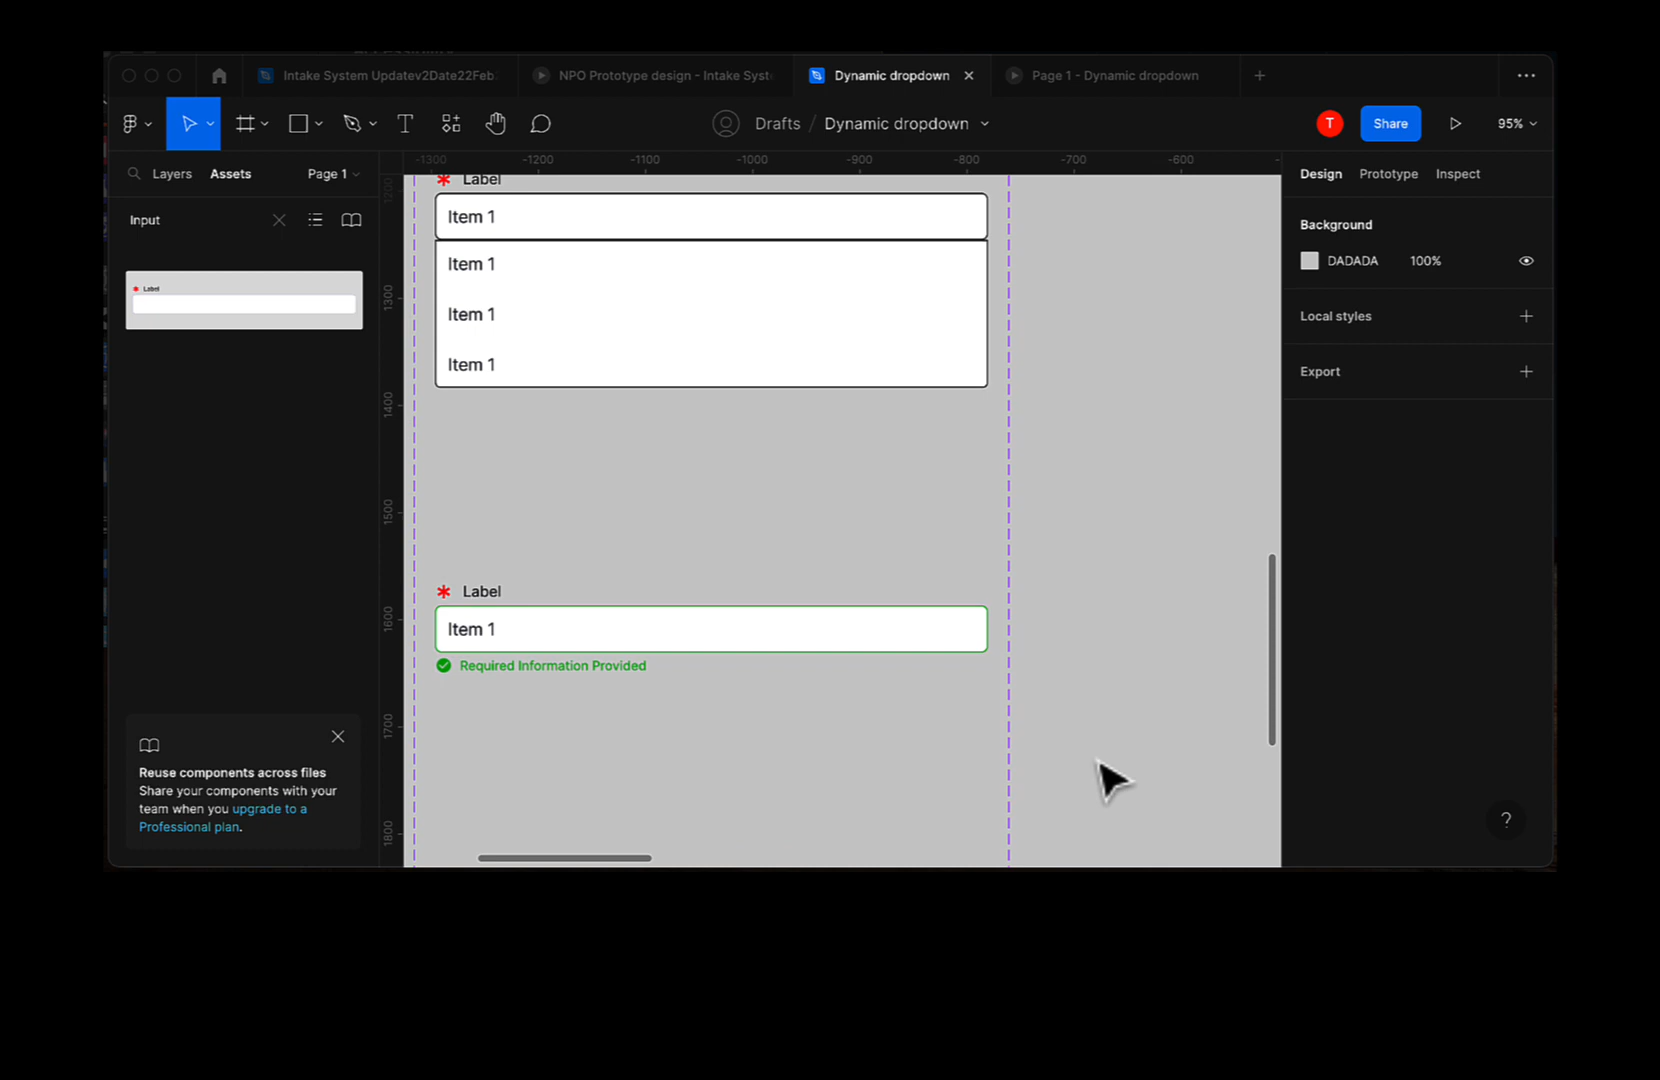 Intake System Updatev2Date22Feb
NPO Prototype design - Intake Syst
Dynamic dropdown
Page 1 - Dynamic dropdown
Drafts / Dynamic dropdown
T
Share
95%
Layers
Assets
Page 1
-1300
-1200
-1100
-1000
-900
-800
-700
-600
Design
Prototype
Inspect
Input
Label
1200
1300
1400
1500
1600
1700
1800
* Label
Item 1
Item 1
Item 1
Item 1
* Label
Item 1
Required Information Provided
Background
DADADA
100%
Local styles
Export
Reuse components across files
Share your components with your
team when you upgrade to a
Professional plan.
?
* Label